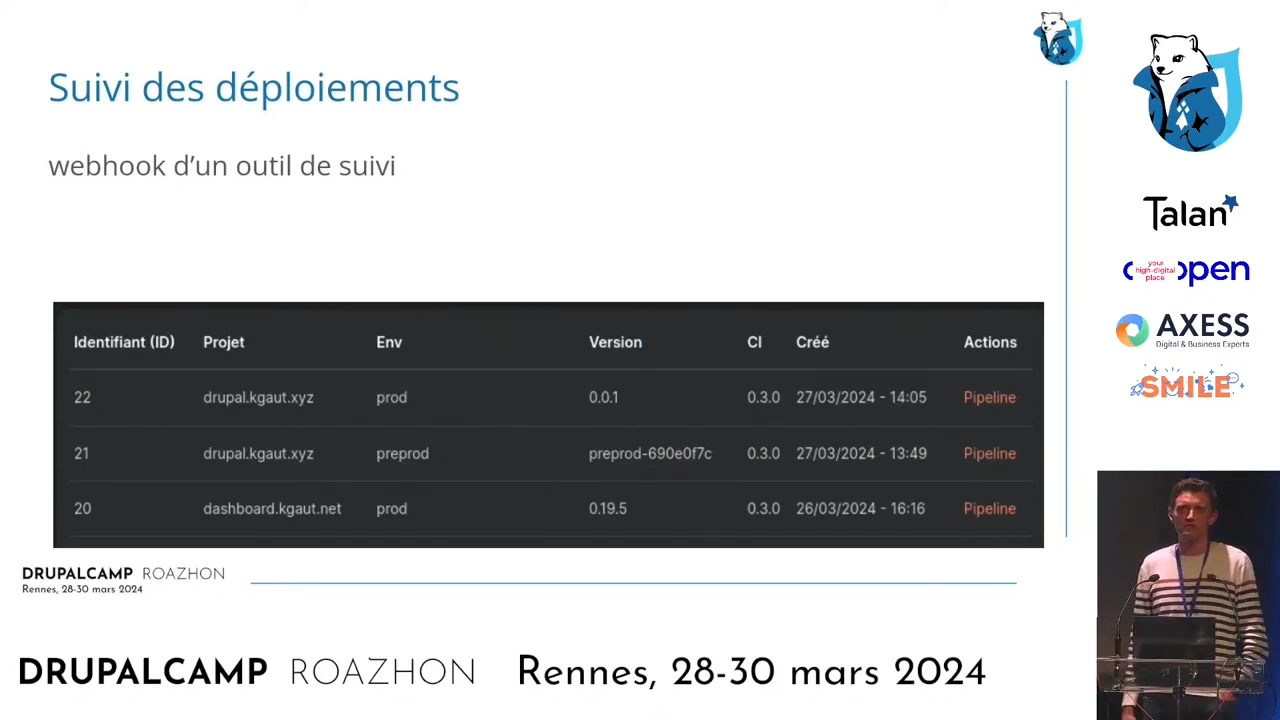 Suivi des déploiements
webhook d’un outil de suivi
Identifiant (ID) Projet Env Version CI Créé Actions
22 drupal.kgaut.xyz prod 0.0.1 0.3.0 27/03/2024 - 14:05 Pipeline
21 drupal.kgaut.xyz preprod preprod-690e0f7c 0.3.0 27/03/2024 - 13:49 Pipeline
20 dashboard.kgaut.net prod 0.19.5 0.3.0 26/03/2024 - 16:16 Pipeline
DRUPALCAMP ROAZHON
Rennes, 28-30 mars 2024
DRUPALCAMP ROAZHON Rennes, 28-30 mars 2024
Talan
your
high-digital
place
open
AXESS
Digital & Business Experts
SMILE